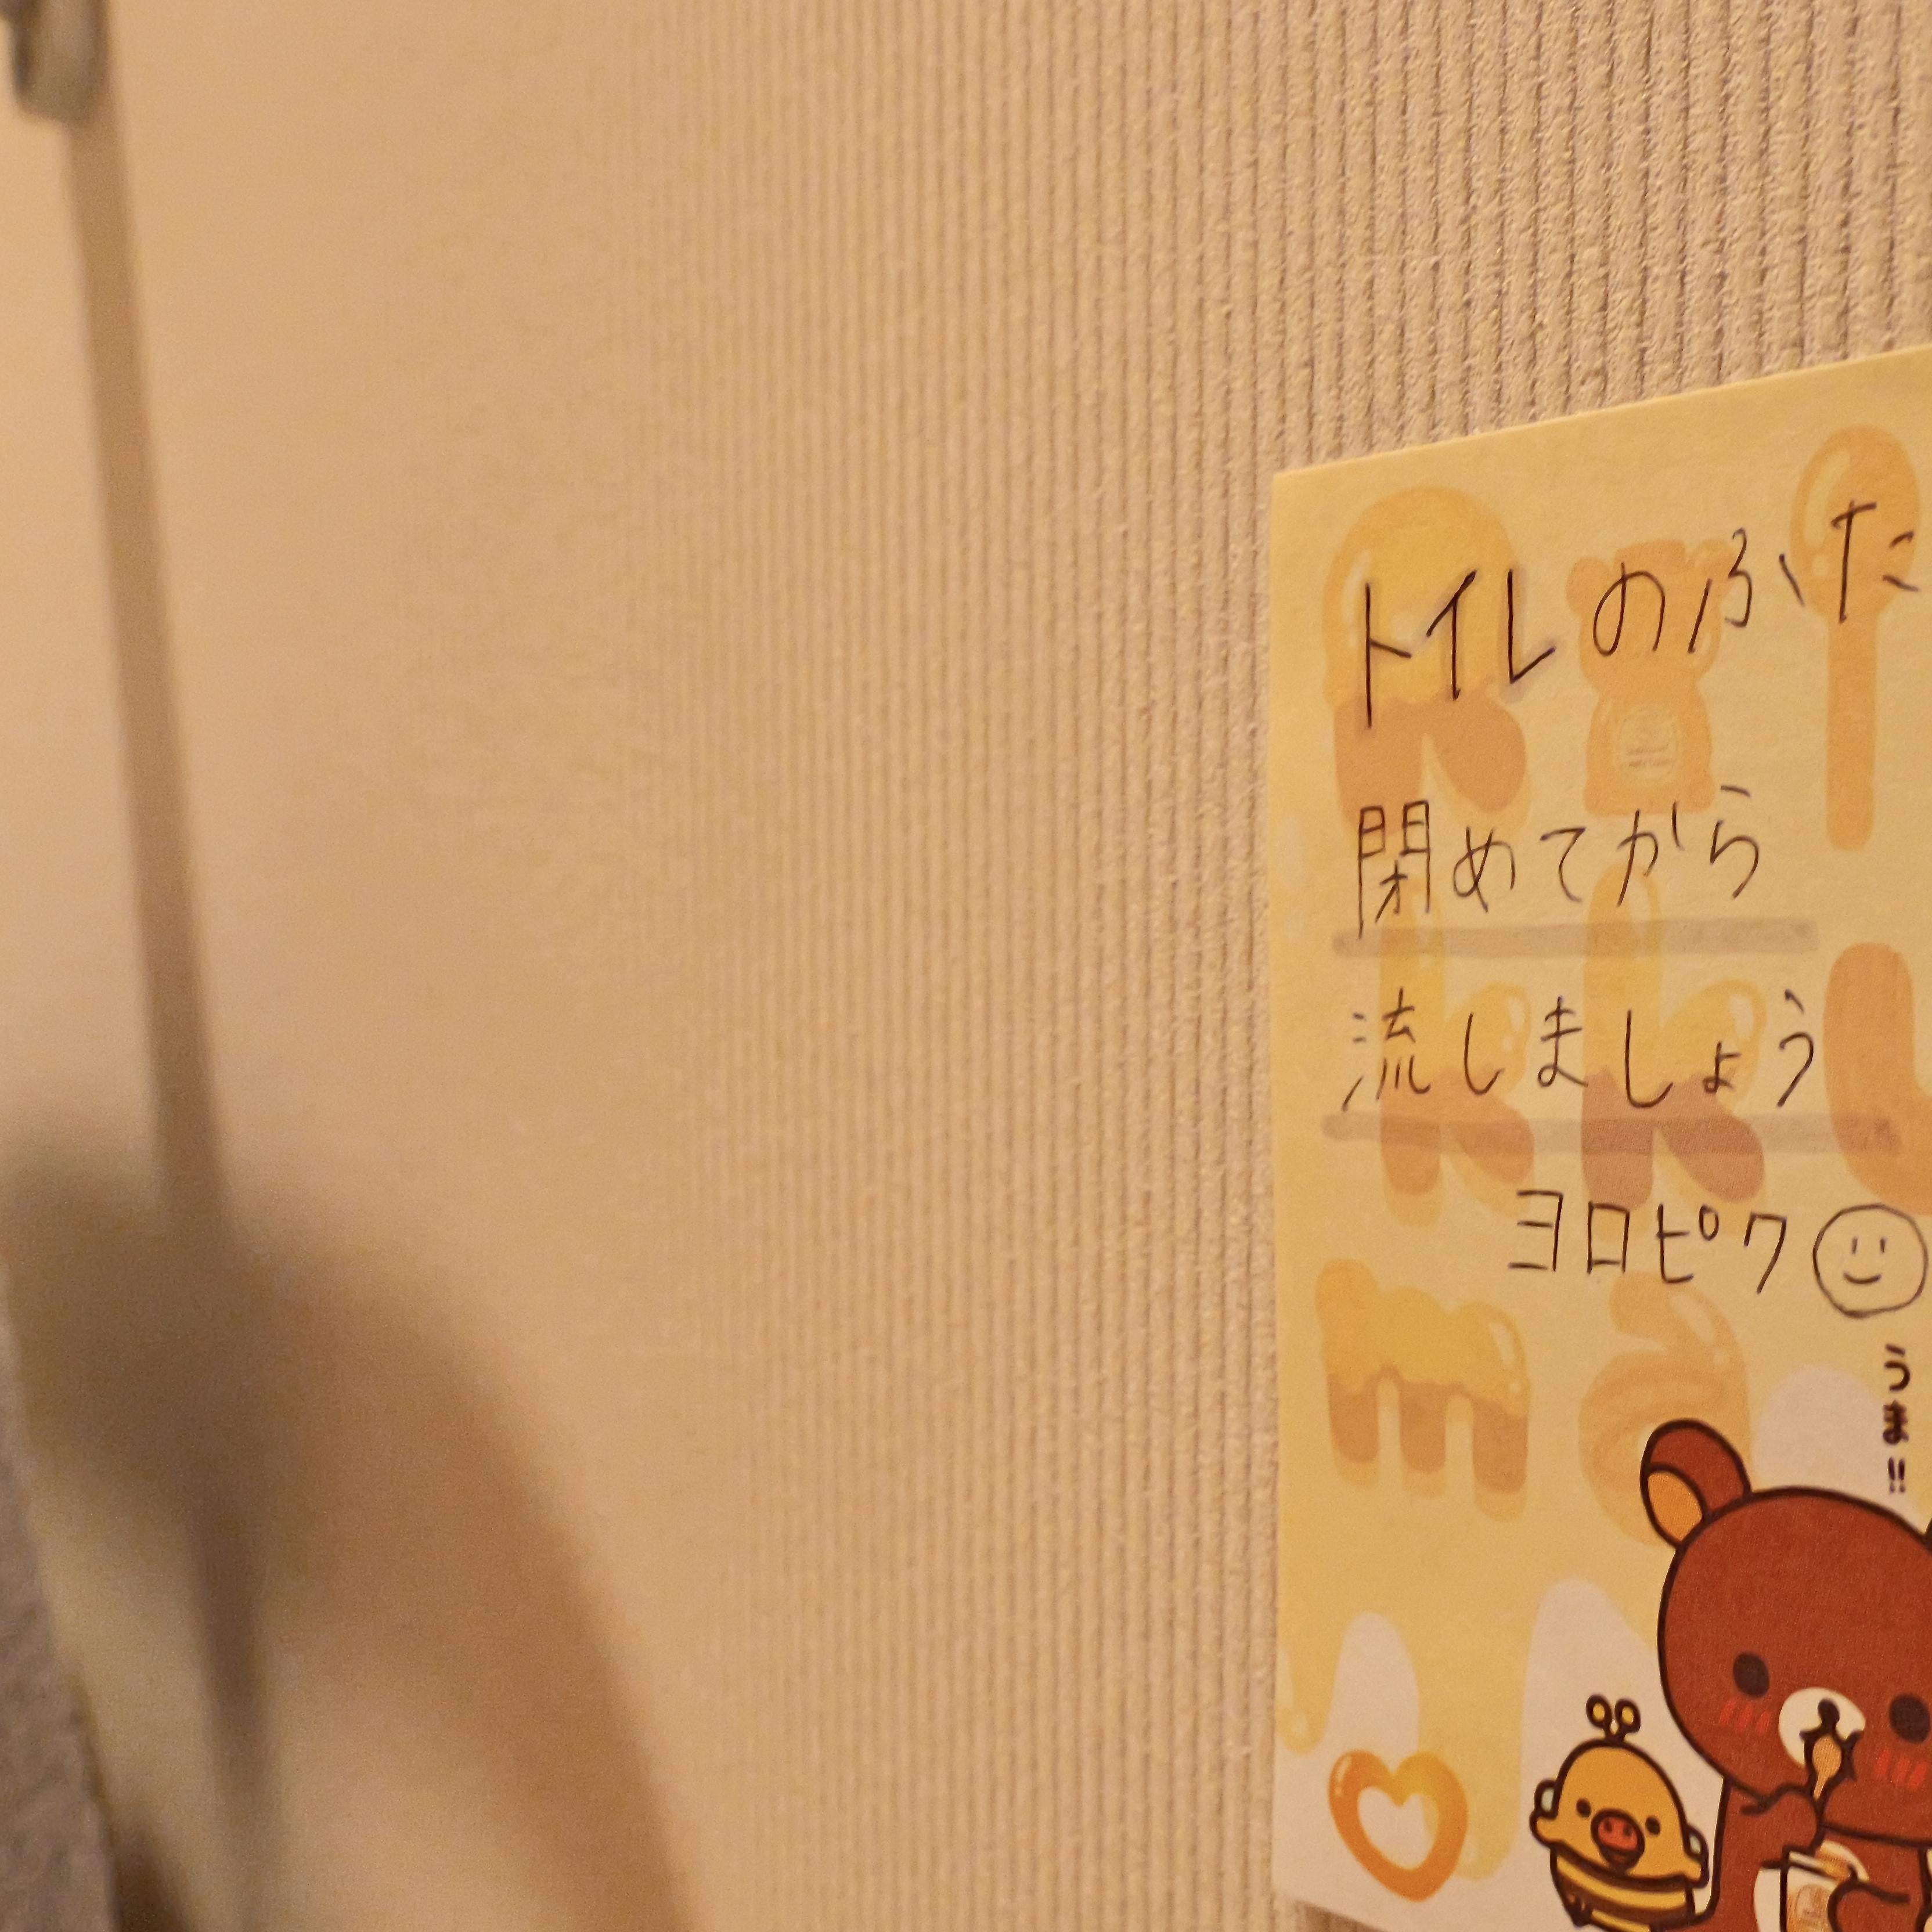 トイレのふた
閉めてから
流しましょう
ヨロピク
うま!!